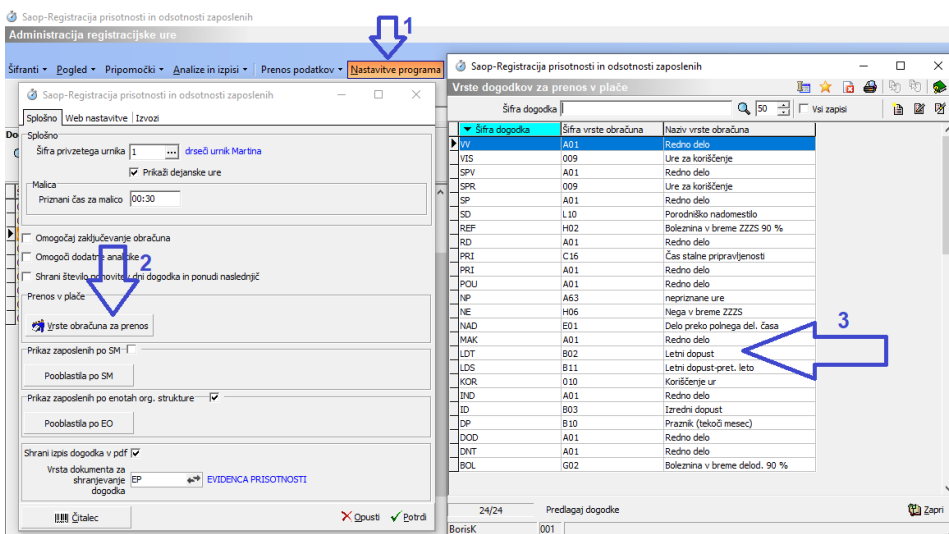 Saop-Registracija prisotnosti in odsotnosti zaposlenih
Administracija registracijske ure
1
Šifranti Pogled Pripomočki Analize in izpisi Prenos podatkov Nastavitve programa
Saop-Registracija prisotnosti in odsotnosti zaposlenih
Splošno Web nastavitve Izvozi
Splošno
Šifra privzetega urnika 1 ... drseči urnik Martina
Prikaži dejanske ure
Malica
Priznani čas za malico 00:30
Omogočaj zaključevanje obračuna
Omogoči dodatne analitike
2
Shrani število ponovitev dni dogodka in ponudi naslednjič
Prenos v plače
Vrste obračuna za prenos
Prikaz zaposlenih po SM
Pooblastila po SM
Prikaz zaposlenih po enotah org. strukture
Pooblastila po EO
Shrani izpis dogodka v pdf
Vrsta dokumenta za
shranjevanje EP EVIDENCA PRISOTNOSTI
dogodka
Čitalec Opusti Potrdi
Saop-Registracija prisotnosti in odsotnosti zaposlenih
Vrste dogodkov za prenos v plače
Šifra dogodka 50 Vsi zapisi
Šifra dogodka Šifra vrste obračuna Naziv vrste obračuna
VV A01 Redno delo
VIS 009 Ure za koriščenje
SPV A01 Redno delo
SPR 009 Ure za koriščenje
SP A01 Redno delo
SD L10 Porodniško nadomestilo
REF H02 Boleznina v breme ZZZS 90 %
RD A01 Redno delo
PRI C16 Čas stalne pripravljenosti
PRI A01 Redno delo
POU A01 Redno delo
NP A63 nepriznane ure
NE H06 Nega v breme ZZZS
NAD E01 Delo preko polnega del. časa
3
MAK A01 Redno delo
LDT B02 Letni dopust
LDS B11 Letni dopust-pret. leto
KOR 010 Koriščenje ur
IND A01 Redno delo
ID B03 Izredni dopust
DP B10 Praznik (tekoči mesec)
DOD A01 Redno delo
DNT A01 Redno delo
BOL G02 Boleznina v breme delod. 90 %
24/24 Predlagaj dogodke Zapri
BorisK 001